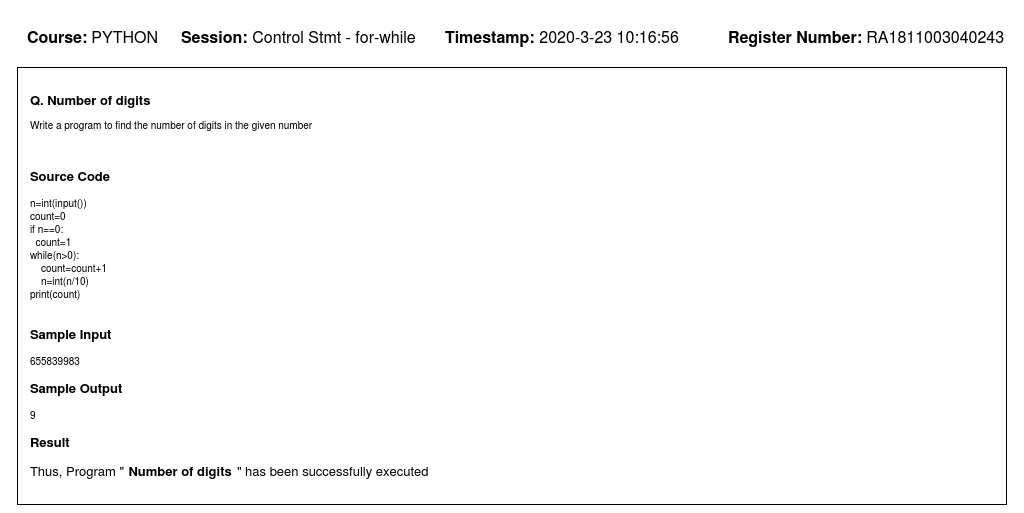 Course: PYTHON Session: Control Stmt - for-while Timestamp: 2020-3-23 10:16:56 Register Number: RA1811003040243
Q. Number of digits
Write a program to find the number of digits in the given number
Source Code
n=int(input())
count=0
if n==0:
  count=1
while(n>0):
    count=count+1
    n=int(n/10)
print(count)
Sample Input
655839983
Sample Output
9
Result
Thus, Program " Number of digits " has been successfully executed